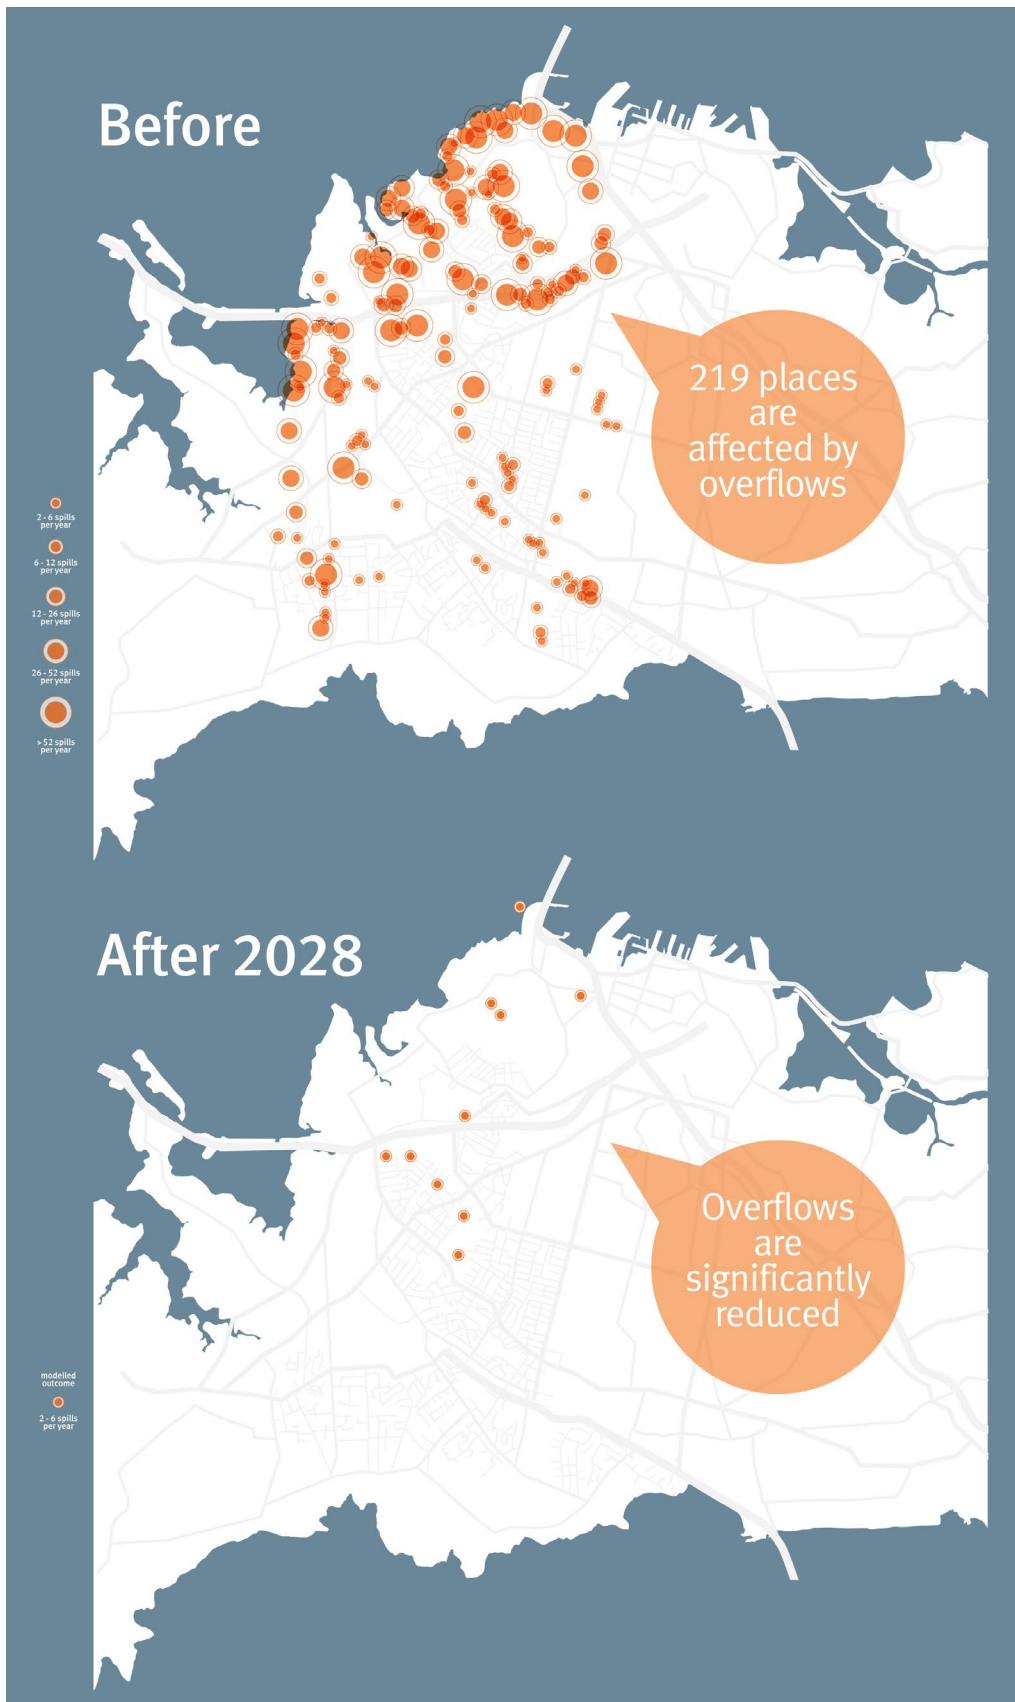 Before
219 places
are
affected by
overflows
2 - 6 spills
per year
6 - 12 spills
per year
12 - 26 spills
per year
26 - 52 spills
per year
> 52 spills
per year
After 2028
Overflows
are
significantly
reduced
modelled
outcome
2 - 6 spills
per year